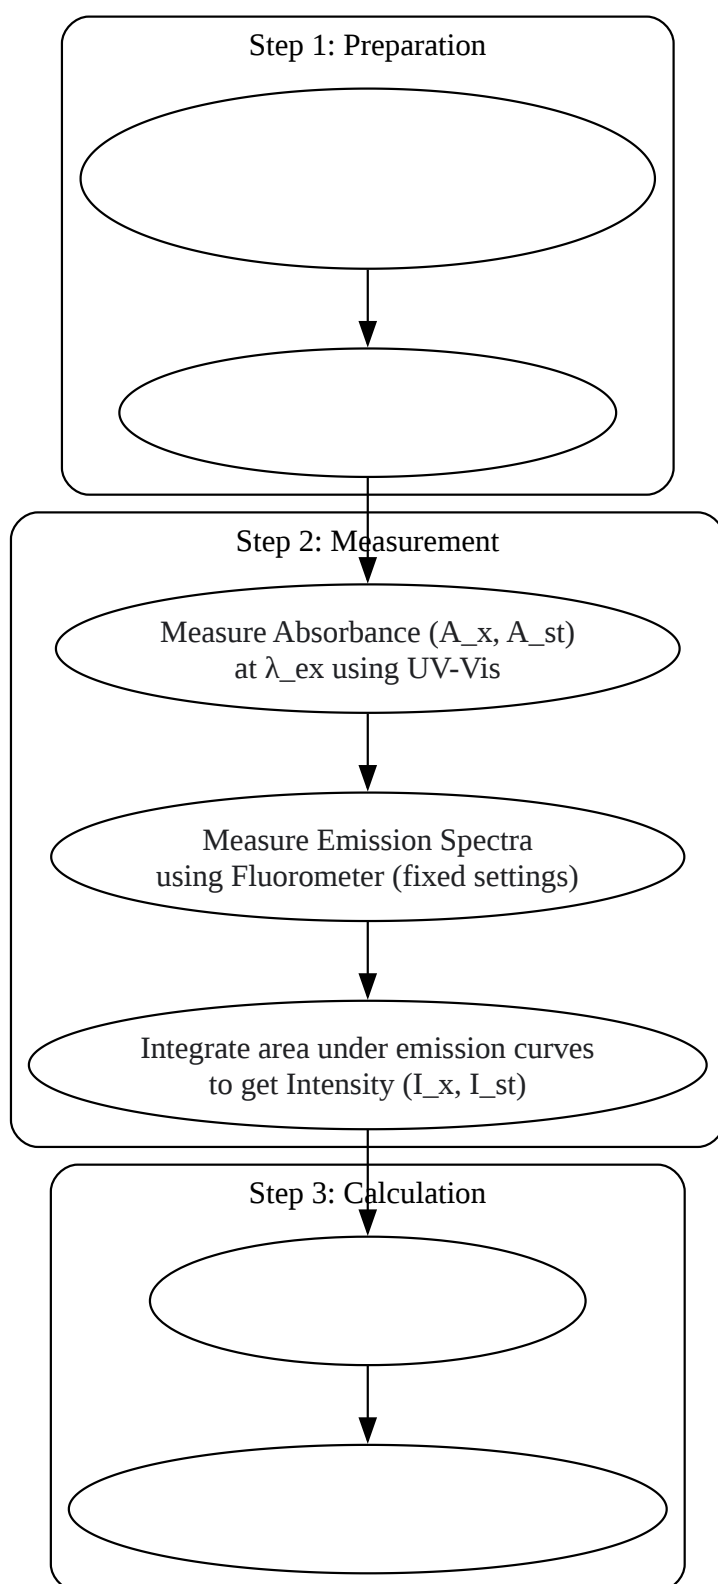 Step 1: Preparation
Step 2: Measurement
Measure Absorbance (A_x, A_st)
at λ_ex using UV-Vis
Measure Emission Spectra
using Fluorometer (fixed settings)
Integrate area under emission curves
to get Intensity (I_x, I_st)
Step 3: Calculation